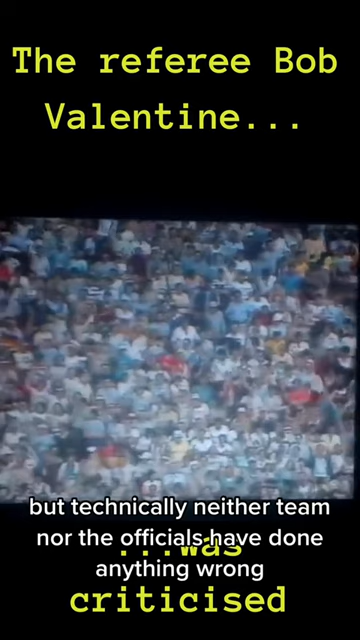 The referee Bob
Valentine...
but technically neither team
nor the officials have done
...was
anything wrong
criticised